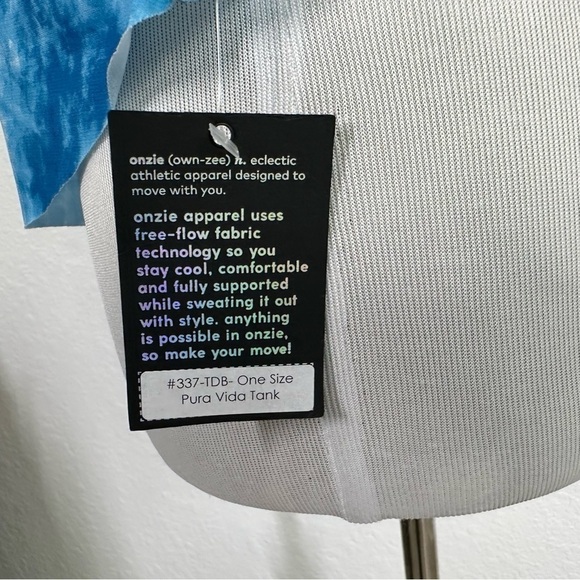 onzie (own-zee) n. eclectic
athletic apparel designed to
move with you.
onzie apparel uses
free-flow fabric
technology so you
stay cool, comfortable
and fully supported
while sweating it out
with style. anything
is possible in onzie,
so make your move!
#337-TDB- One Size
Pura Vida Tank